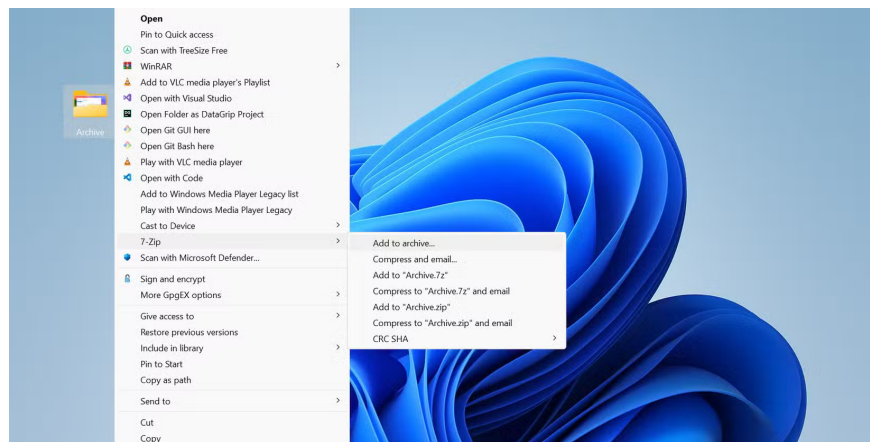 Archive
Open
Pin to Quick access
Scan with TreeSize Free
WinRAR
Add to VLC media player's Playlist
Open with Visual Studio
Open Folder as DataGrip Project
Open Git GUI here
Open Git Bash here
Play with VLC media player
Open with Code
Add to Windows Media Player Legacy list
Play with Windows Media Player Legacy
Cast to Device
7-Zip
Scan with Microsoft Defender...
Sign and encrypt
More GpgEX options
Give access to
Restore previous versions
Include in library
Pin to Start
Copy as path
Send to
Cut
Copy
Add to archive...
Compress and email...
Add to "Archive.7z"
Compress to "Archive.7z" and email
Add to "Archive.zip"
Compress to "Archive.zip" and email
CRC SHA